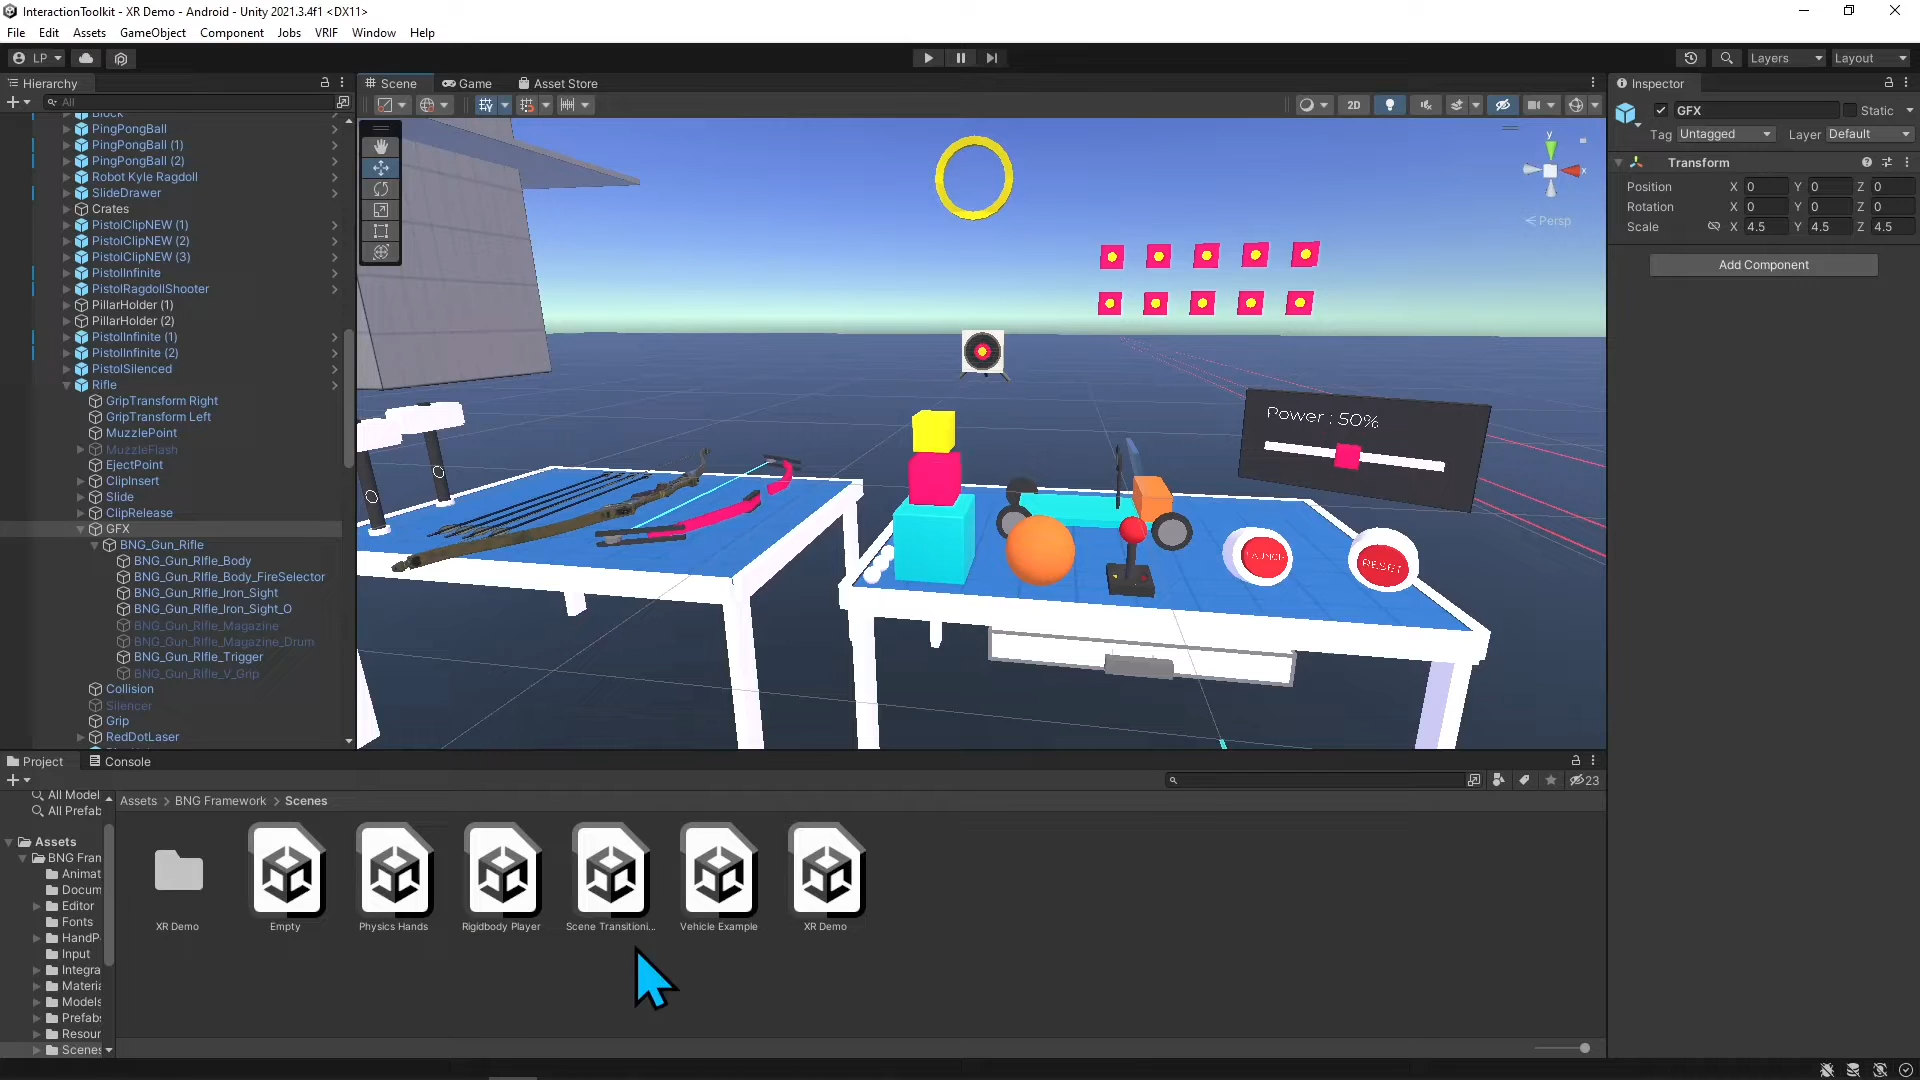 InteractionToolkit - XR Demo - Android - Unity 2021.3.4f1 <DX11>
File Edit Assets GameObject Component Jobs VRIF Window Help
LP Layers Layout
Hierarchy
All
Block
PingPongBall
PingPongBall (1)
PingPongBall (2)
Robot Kyle Ragdoll
SlideDrawer
Crates
PistolClipNEW (1)
PistolClipNEW (2)
PistolClipNEW (3)
PistolInfinite
PistolRagdollShooter
PillarHolder (1)
PillarHolder (2)
PistolInfinite (1)
PistolInfinite (2)
PistolSilenced
Rifle
GripTransform Right
GripTransform Left
MuzzlePoint
MuzzleFlash
EjectPoint
ClipInsert
Slide
ClipRelease
GFX
BNG_Gun_Rifle
BNG_Gun_RIfle_Body
BNG_Gun_RIfle_Body_FireSelector
BNG_Gun_RIfle_Iron_Sight
BNG_Gun_RIfle_Iron_Sight_O
BNG_Gun_RIfle_Magazine
BNG_Gun_RIfle_Magazine_Drum
BNG_Gun_RIfle_Trigger
BNG_Gun_RIfle_V_Grip
Collision
Silencer
Grip
RedDotLaser
Scene Game Asset Store
2D
y
x
Persp
Power : 50%
LAUNCH
RESET
Inspector
GFX Static
Tag Untagged Layer Default
Transform
Position X 0 Y 0 Z 0
Rotation X 0 Y 0 Z 0
Scale X 4.5 Y 4.5 Z 4.5
Add Component
Project Console
23
All Model
All Prefab
Assets
BNG Fran
Animat
Docum
Editor
Fonts
HandP
Input
Integra
Materia
Models
Prefabs
Resour
Scenes
Assets > BNG Framework > Scenes
XR Demo
Empty
Physics Hands
Rigidbody Player
Scene Transitioni...
Vehicle Example
XR Demo